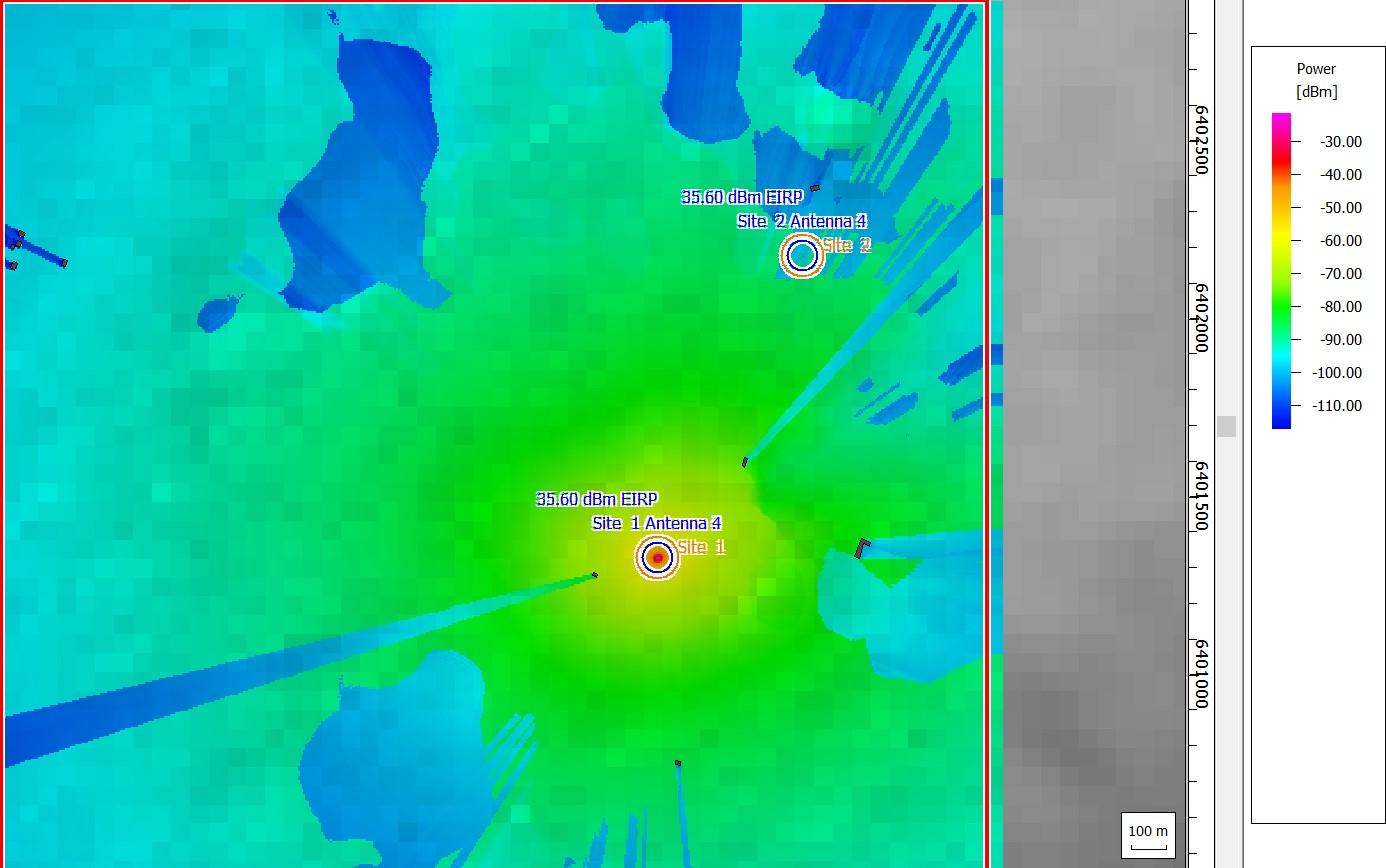 35.60 dBm EIRP
Site 2 Antenna 4
Site 2
35.60 dBm EIRP
Site 1 Antenna 4
Site 1
6402500
6402000
6401500
6401000
100 m
Power
[dBm]
-30.00
-40.00
-50.00
-60.00
-70.00
-80.00
-90.00
-100.00
-110.00